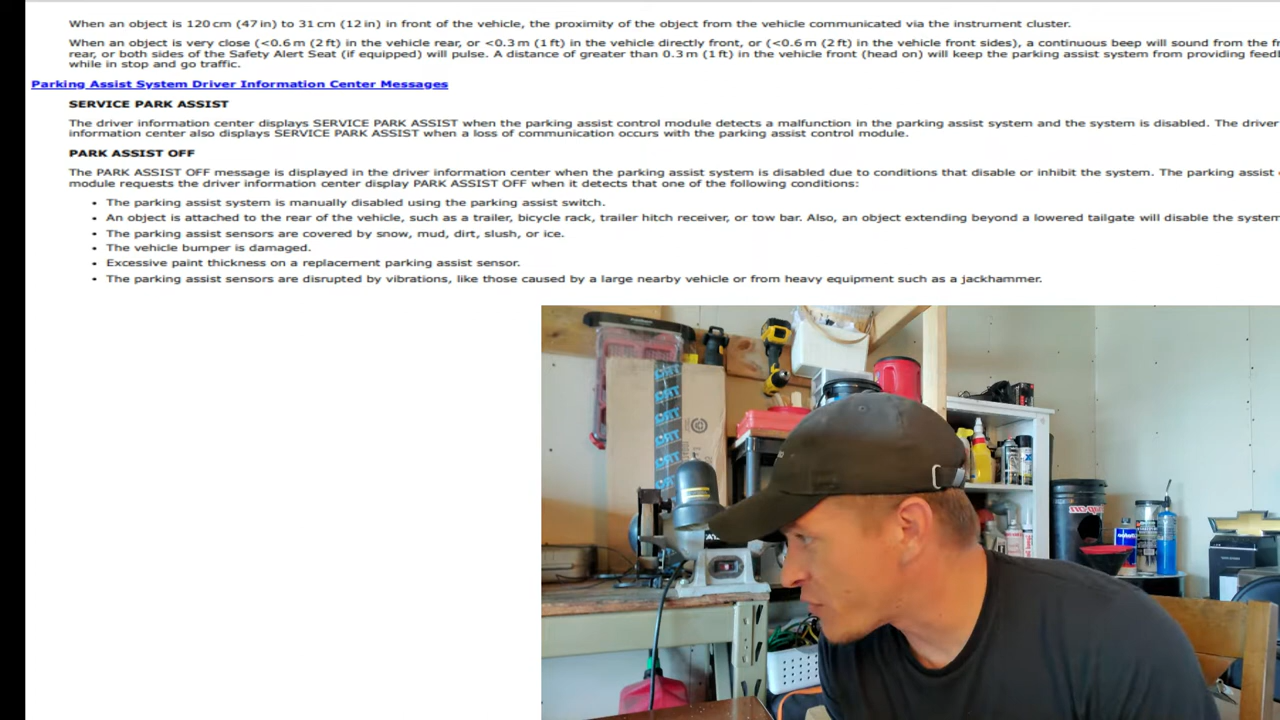 When an object is 120 cm (47 in) to 31 cm (12 in) in front of the vehicle, the proximity of the object from the vehicle communicated via the instrument cluster.
When an object is very close (<0.6 m (2 ft) in the vehicle rear, or <0.3 m (1 ft) in the vehicle directly front, or (<0.6 m (2 ft) in the vehicle front sides), a continuous beep will sound from the
rear, or both sides of the Safety Alert Seat (if equipped) will pulse. A distance of greater than 0.3 m (1 ft) in the vehicle front (head on) will keep the parking assist system from providing
while in stop and go traffic.
Parking Assist System Driver Information Center Messages
SERVICE PARK ASSIST
The driver information center displays SERVICE PARK ASSIST when the parking assist control module detects a malfunction in the parking assist system and the system is disabled. The driver
information center also displays SERVICE PARK ASSIST when a loss of communication occurs with the parking assist control module.
PARK ASSIST OFF
The PARK ASSIST OFF message is displayed in the driver information center when the parking assist system is disabled due to conditions that disable or inhibit the system. The parking assist
module requests the driver information center display PARK ASSIST OFF when it detects that one of the following conditions:
• The parking assist system is manually disabled using the parking assist switch.
• An object is attached to the rear of the vehicle, such as a trailer, bicycle rack, trailer hitch receiver, or tow bar. Also, an object extending beyond a lowered tailgate will disable the system
• The parking assist sensors are covered by snow, mud, dirt, slush, or ice.
• The vehicle bumper is damaged.
• Excessive paint thickness on a replacement parking assist sensor.
• The parking assist sensors are disrupted by vibrations, like those caused by a large nearby vehicle or from heavy equipment such as a jackhammer.